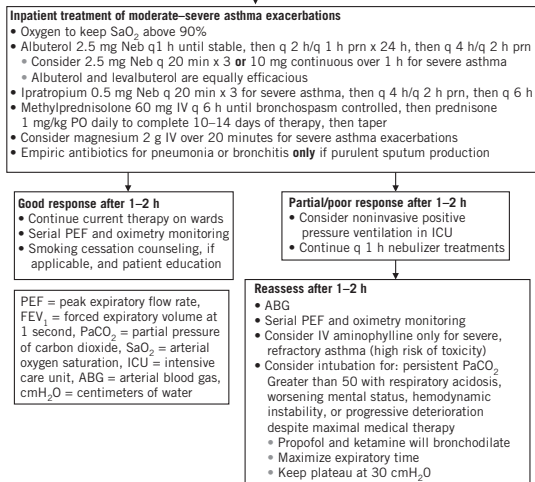 Inpatient treatment of moderate–severe asthma exacerbations
• Oxygen to keep SaO2 above 90%
• Albuterol 2.5 mg Neb q1 h until stable, then q 2 h/q 1 h prn x 24 h, then q 4 h/q 2 h prn
• Consider 2.5 mg Neb q 20 min x 3 or 10 mg continuous over 1 h for severe asthma
• Albuterol and levalbuterol are equally efficacious
• Ipratropium 0.5 mg Neb q 20 min x 3 for severe asthma, then q 4 h/q 2 h prn, then q 6 h
• Methylprednisolone 60 mg IV q 6 h until bronchospasm controlled, then prednisone
1 mg/kg PO daily to complete 10–14 days of therapy, then taper
• Consider magnesium 2 g IV over 20 minutes for severe asthma exacerbations
• Empiric antibiotics for pneumonia or bronchitis only if purulent sputum production
Good response after 1–2 h
• Continue current therapy on wards
• Serial PEF and oximetry monitoring
• Smoking cessation counseling, if
applicable, and patient education
Partial/poor response after 1–2 h
• Consider noninvasive positive
pressure ventilation in ICU
• Continue q 1 h nebulizer treatments
PEF = peak expiratory flow rate,
FEV1 = forced expiratory volume at
1 second, PaCO2 = partial pressure
of carbon dioxide, SaO2 = arterial
oxygen saturation, ICU = intensive
care unit, ABG = arterial blood gas,
cmH2O = centimeters of water
Reassess after 1–2 h
• ABG
• Serial PEF and oximetry monitoring
• Consider IV aminophylline only for severe,
refractory asthma (high risk of toxicity)
• Consider intubation for: persistent PaCO2
Greater than 50 with respiratory acidosis,
worsening mental status, hemodynamic
instability, or progressive deterioration
despite maximal medical therapy
• Propofol and ketamine will bronchodilate
• Maximize expiratory time
• Keep plateau at 30 cmH2O